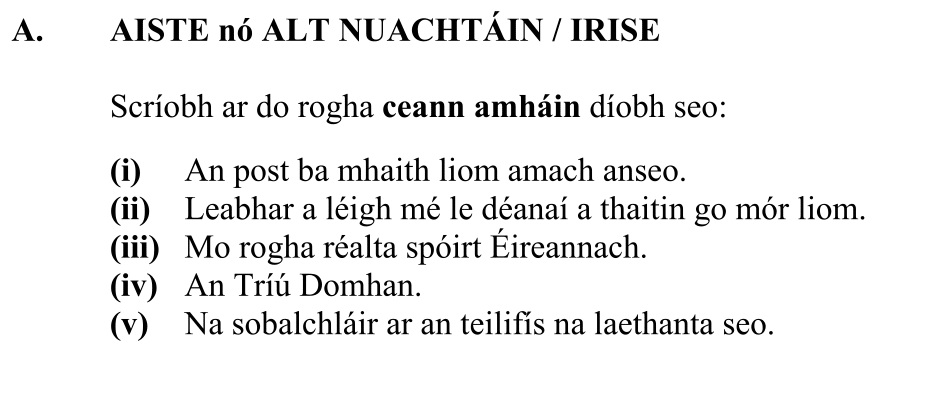 A. AISTE nó ALT NUACHTÁIN / IRISE
Scríobh ar do rogha ceann amháin díobh seo:
(i) An post ba mhaith liom amach anseo.
(ii) Leabhar a léigh mé le déanaí a thaitin go mór liom.
(iii) Mo rogha réalta spóirt Éireannach.
(iv) An Tríú Domhan.
(v) Na sobalchláir ar an teilifís na laethanta seo.